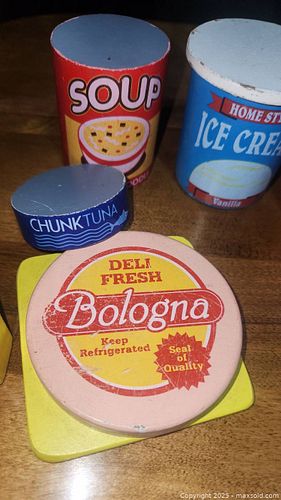 SOUP
HOME ST
ICE CRE
Vanilla
CHUNK TUNA
DELI
FRESH
Bologna
Keep
Refrigerated
Seal
of
Quality
Copyright 2025 - maxsold.com